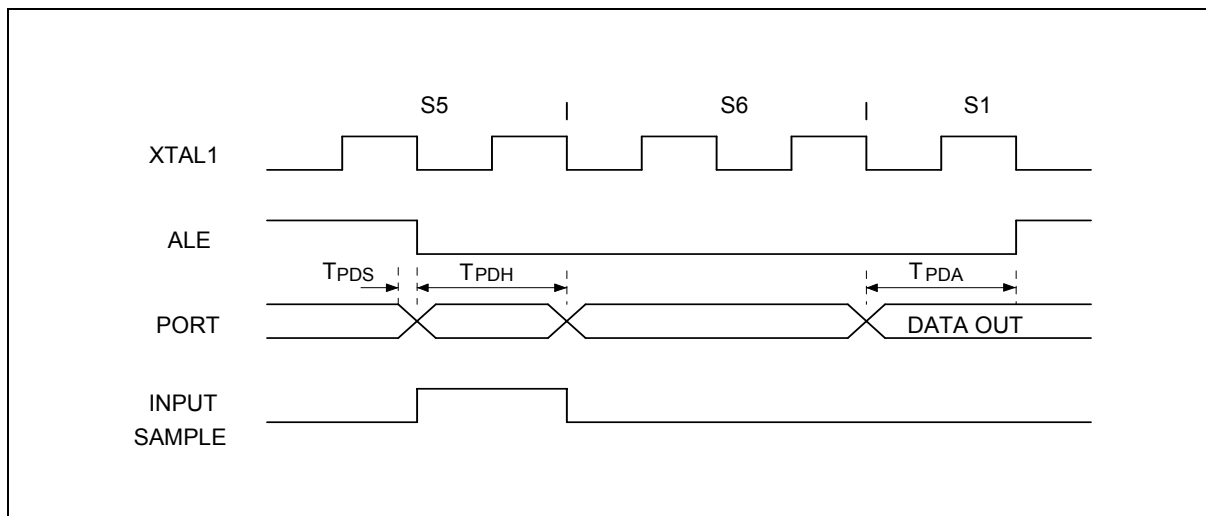 S5 | S6 | S1
XTAL1
ALE
TPDS TPDH TPDA
PORT DATA OUT
INPUT
SAMPLE